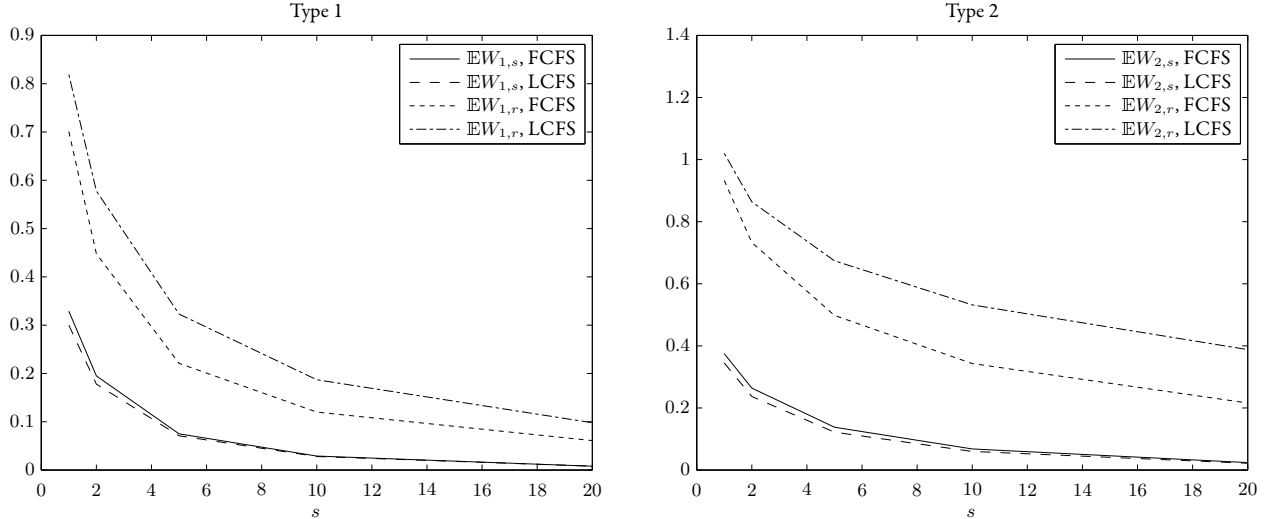 Type 1
0.9
0.8
0.7
0.6
0.5
0.4
0.3
0.2
0.1
0
0 2 4 6 8 10 12 14 16 18 20
s
𝔼W₁,ₛ, FCFS
𝔼W₁,ₛ, LCFS
𝔼W₁,ᵣ, FCFS
𝔼W₁,ᵣ, LCFS
Type 2
1.4
1.2
1
0.8
0.6
0.4
0.2
0
0 2 4 6 8 10 12 14 16 18 20
s
𝔼W₂,ₛ, FCFS
𝔼W₂,ₛ, LCFS
𝔼W₂,ᵣ, FCFS
𝔼W₂,ᵣ, LCFS